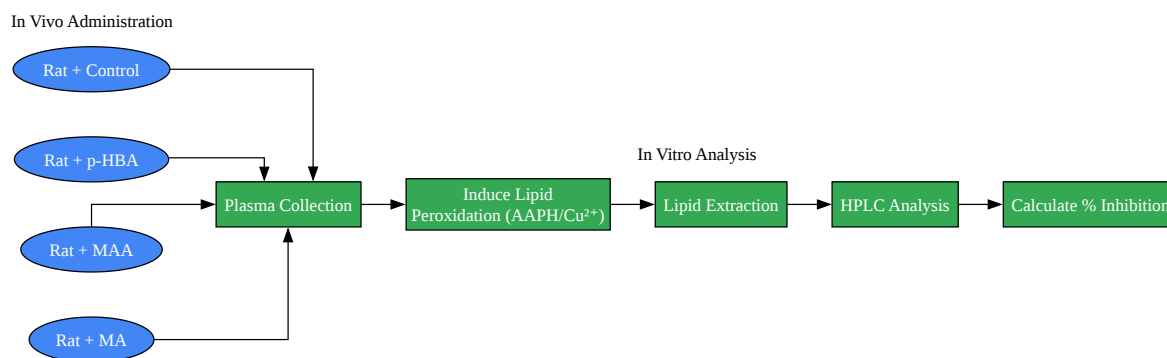 In Vivo Administration
Rat + Control
Rat + p-HBA
Rat + MAA
Rat + MA
Plasma Collection
Induce Lipid
Peroxidation (AAPH/Cu²⁺)
In Vitro Analysis
Lipid Extraction
HPLC Analysis
Calculate % Inhibition